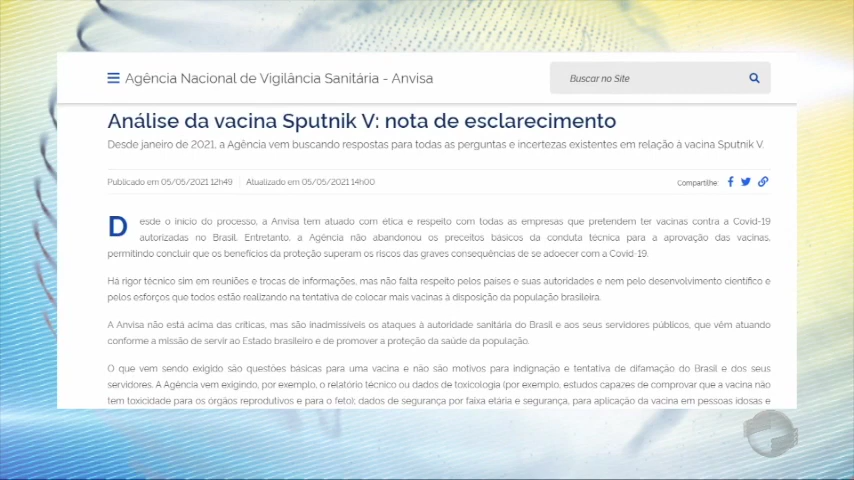 Agência Nacional de Vigilância Sanitária - Anvisa
Buscar no Site
Análise da vacina Sputnik V: nota de esclarecimento
Desde janeiro de 2021, a Agência vem buscando respostas para todas as perguntas e incertezas existentes em relação à vacina Sputnik V.
Publicado em 05/05/2021 12h49 Atualizado em 05/05/2021 14h00
Compartilhe:
Desde o início do processo, a Anvisa tem atuado com ética e respeito com todas as empresas que pretendem ter vacinas contra a Covid-19
autorizadas no Brasil. Entretanto, a Agência não abandonou os preceitos básicos da conduta técnica para a aprovação das vacinas,
permitindo concluir que os benefícios da proteção superam os riscos das graves consequências de se adoecer com a Covid-19.
Há rigor técnico sim em reuniões e trocas de informações, mas não falta respeito pelos países e suas autoridades e nem pelo desenvolvimento científico e
pelos esforços que todos estão realizando na tentativa de colocar mais vacinas à disposição da população brasileira.
A Anvisa não está acima das críticas, mas são inadmissíveis os ataques à autoridade sanitária do Brasil e aos seus servidores públicos, que vêm atuando
conforme a missão de servir ao Estado brasileiro e de promover a proteção da saúde da população.
O que vem sendo exigido são questões básicas para uma vacina e não são motivos para indignação e tentativa de difamação do Brasil e dos seus
servidores. A Agência vem exigindo, por exemplo, o relatório técnico ou dados de toxicologia (por exemplo, estudos capazes de comprovar que a vacina não
tem toxicidade para os órgãos reprodutivos e para o feto); dados de segurança por faixa etária e segurança, para aplicação da vacina em pessoas idosas e